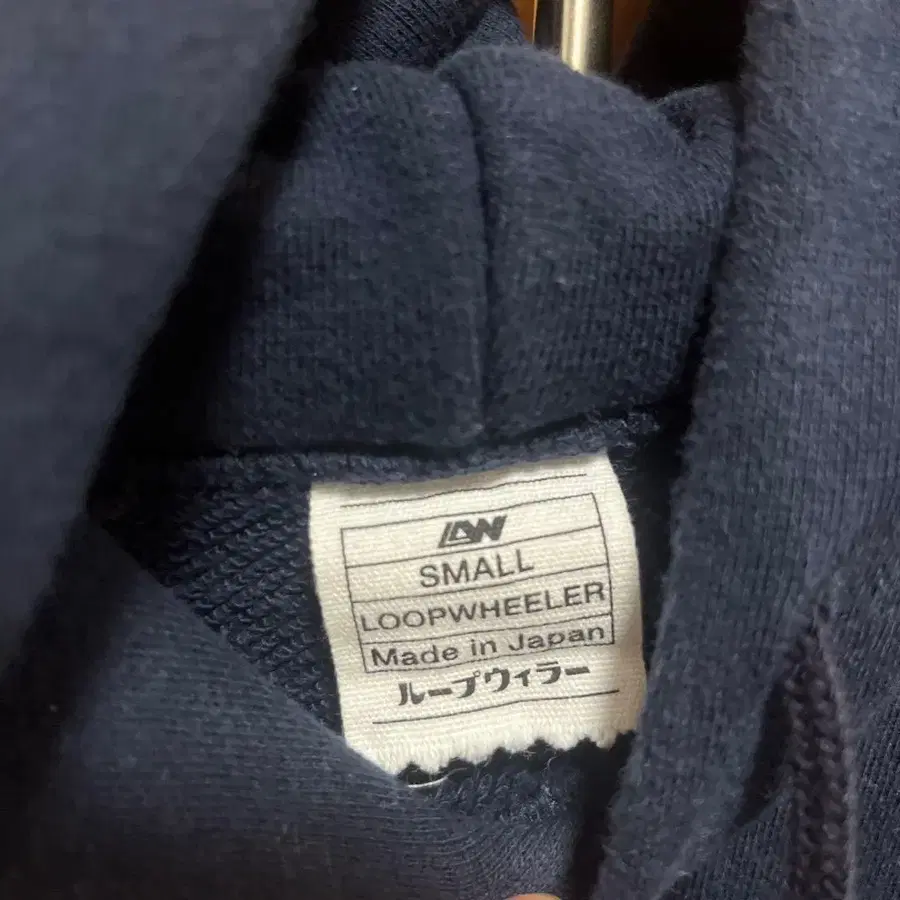 LW
SMALL
LOOPWHEELER
Made in Japan
ループウィラー